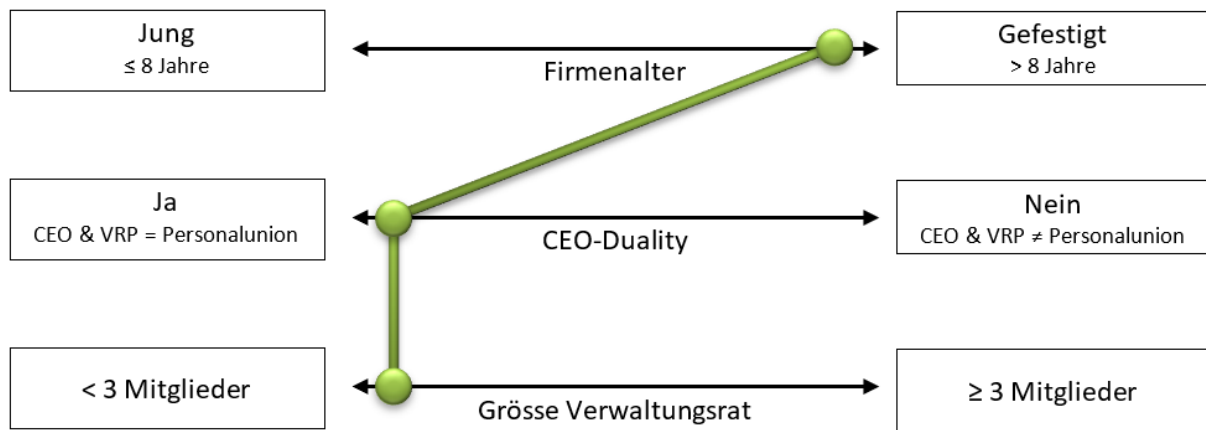 Jung
≤ 8 Jahre
Firmenalter
Gefestigt
> 8 Jahre
Ja
CEO & VRP = Personalunion
CEO-Duality
Nein
CEO & VRP ≠ Personalunion
< 3 Mitglieder
Grösse Verwaltungsrat
≥ 3 Mitglieder